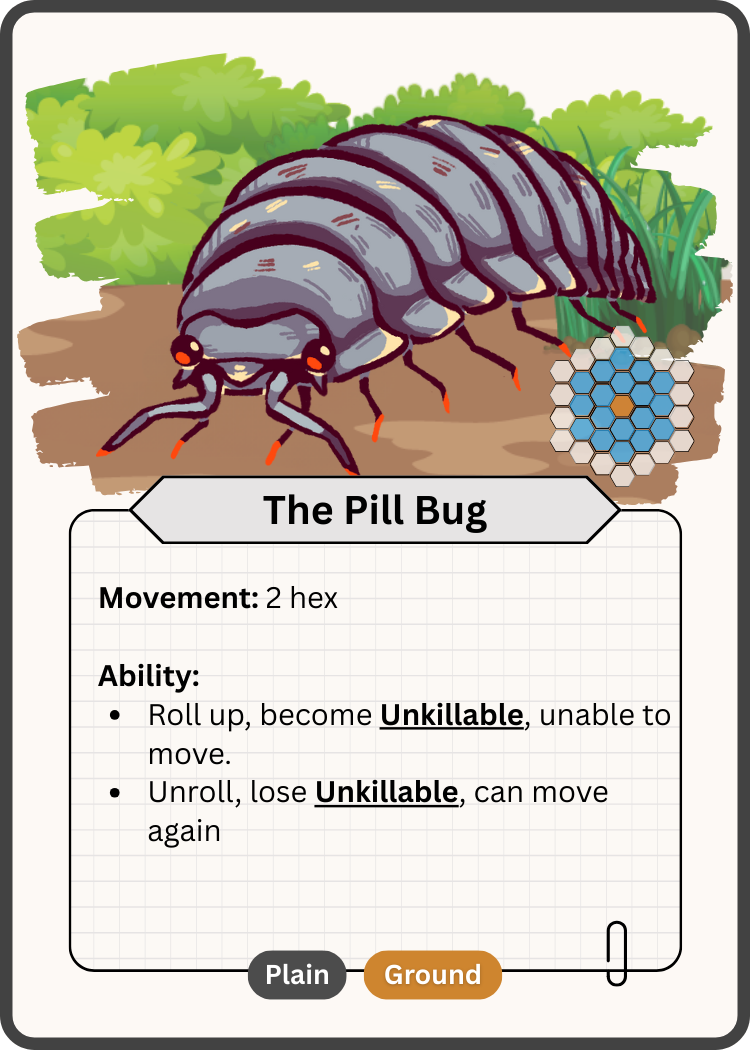 The Pill Bug
Movement: 2 hex
Ability:
• Roll up, become Unkillable, unable to
move.
• Unroll, lose Unkillable, can move
again
Plain
Ground